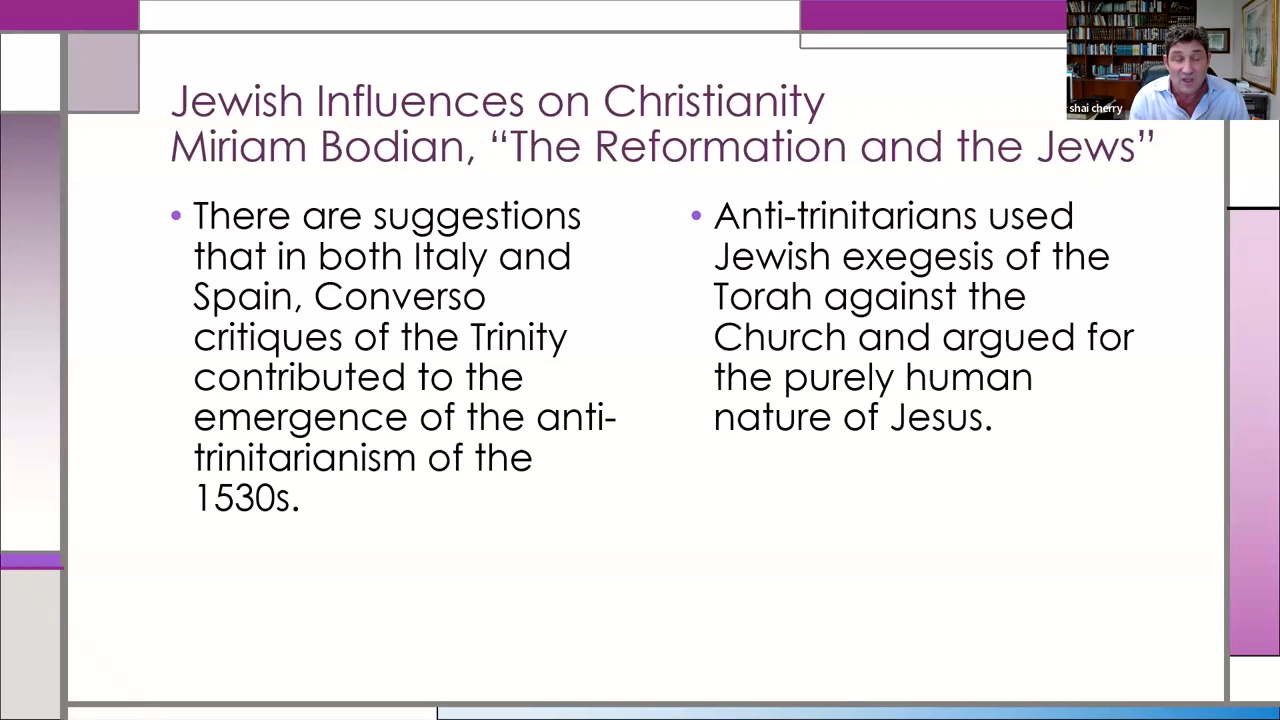 Jewish Influences on Christianity
Miriam Bodian, “The Reformation and the Jews”
shai cherry
• There are suggestions
that in both Italy and
Spain, Converso
critiques of the Trinity
contributed to the
emergence of the anti-
trinitarianism of the
1530s.
• Anti-trinitarians used
Jewish exegesis of the
Torah against the
Church and argued for
the purely human
nature of Jesus.